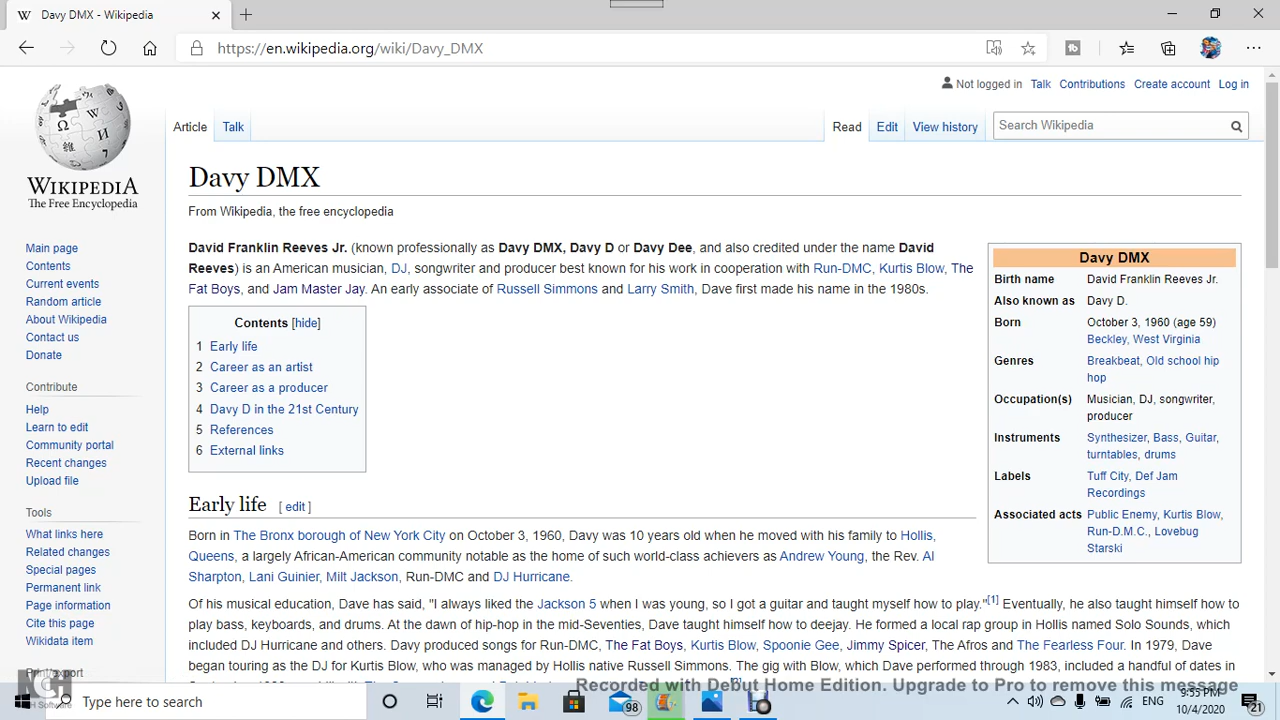 Davy DMX - Wikipedia
https://en.wikipedia.org/wiki/Davy_DMX
Not logged in Talk Contributions Create account Log in
Article Talk Read Edit View history Search Wikipedia
WIKIPEDIA
The Free Encyclopedia
Main page
Contents
Current events
Random article
About Wikipedia
Contact us
Donate
Contribute
Help
Learn to edit
Community portal
Recent changes
Upload file
Tools
What links here
Related changes
Special pages
Permanent link
Page information
Cite this page
Wikidata item
Print/export
Davy DMX
From Wikipedia, the free encyclopedia
David Franklin Reeves Jr. (known professionally as Davy DMX, Davy D or Davy Dee, and also credited under the name David
Reeves) is an American musician, DJ, songwriter and producer best known for his work in cooperation with Run-DMC, Kurtis Blow, The
Fat Boys, and Jam Master Jay. An early associate of Russell Simmons and Larry Smith, Dave first made his name in the 1980s.
Contents [hide]
1 Early life
2 Career as an artist
3 Career as a producer
4 Davy D in the 21st Century
5 References
6 External links
Davy DMX
Birth name David Franklin Reeves Jr.
Also known as Davy D.
Born October 3, 1960 (age 59)
Beckley, West Virginia
Genres Breakbeat, Old school hip
hop
Occupation(s) Musician, DJ, songwriter,
producer
Instruments Synthesizer, Bass, Guitar,
turntables, drums
Labels Tuff City, Def Jam
Recordings
Associated acts Public Enemy, Kurtis Blow,
Run-D.M.C., Lovebug
Starski
Early life [ edit ]
Born in The Bronx borough of New York City on October 3, 1960, Davy was 10 years old when he moved with his family to Hollis,
Queens, a largely African-American community notable as the home of such world-class achievers as Andrew Young, the Rev. Al
Sharpton, Lani Guinier, Milt Jackson, Run-DMC and DJ Hurricane.
Of his musical education, Dave has said, "I always liked the Jackson 5 when I was young, so I got a guitar and taught myself how to play."[1] Eventually, he also taught himself how to
play bass, keyboards, and drums. At the dawn of hip-hop in the mid-Seventies, Dave taught himself how to deejay. He formed a local rap group in Hollis named Solo Sounds, which
included DJ Hurricane and others. Davy produced songs for Run-DMC, The Fat Boys, Kurtis Blow, Spoonie Gee, Jimmy Spicer, The Afros and The Fearless Four. In 1979, Dave
began touring as the DJ for Kurtis Blow, who was managed by Hollis native Russell Simmons. The gig with Blow, which Dave performed through 1983, included a handful of dates in
Recorded with Debut Home Edition. Upgrade to Pro to remove this message
Type here to search
98
ENG
9:55 PM
10/4/2020
21